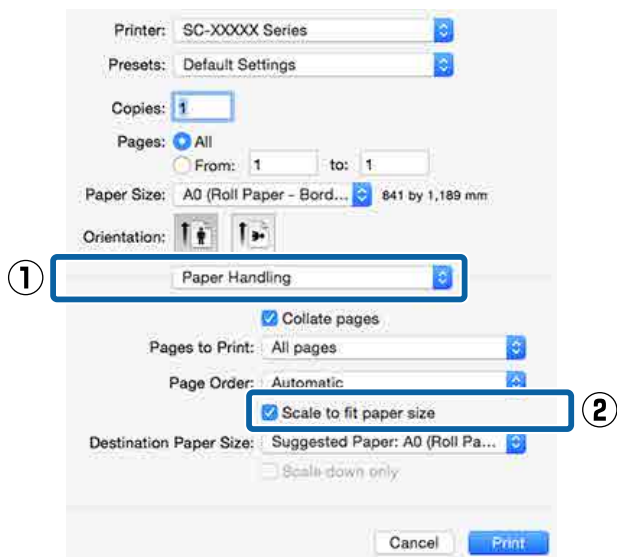 Printer: SC-XXXXX Series
Presets: Default Settings
Copies: 1
Pages: All
From: 1 to: 1
Paper Size: A0 (Roll Paper - Bord... 841 by 1,189 mm
Orientation:
① Paper Handling
Collate pages
Pages to Print: All pages
Page Order: Automatic
Scale to fit paper size ②
Destination Paper Size: Suggested Paper: A0 (Roll Pa...
Scale down only
Cancel Print